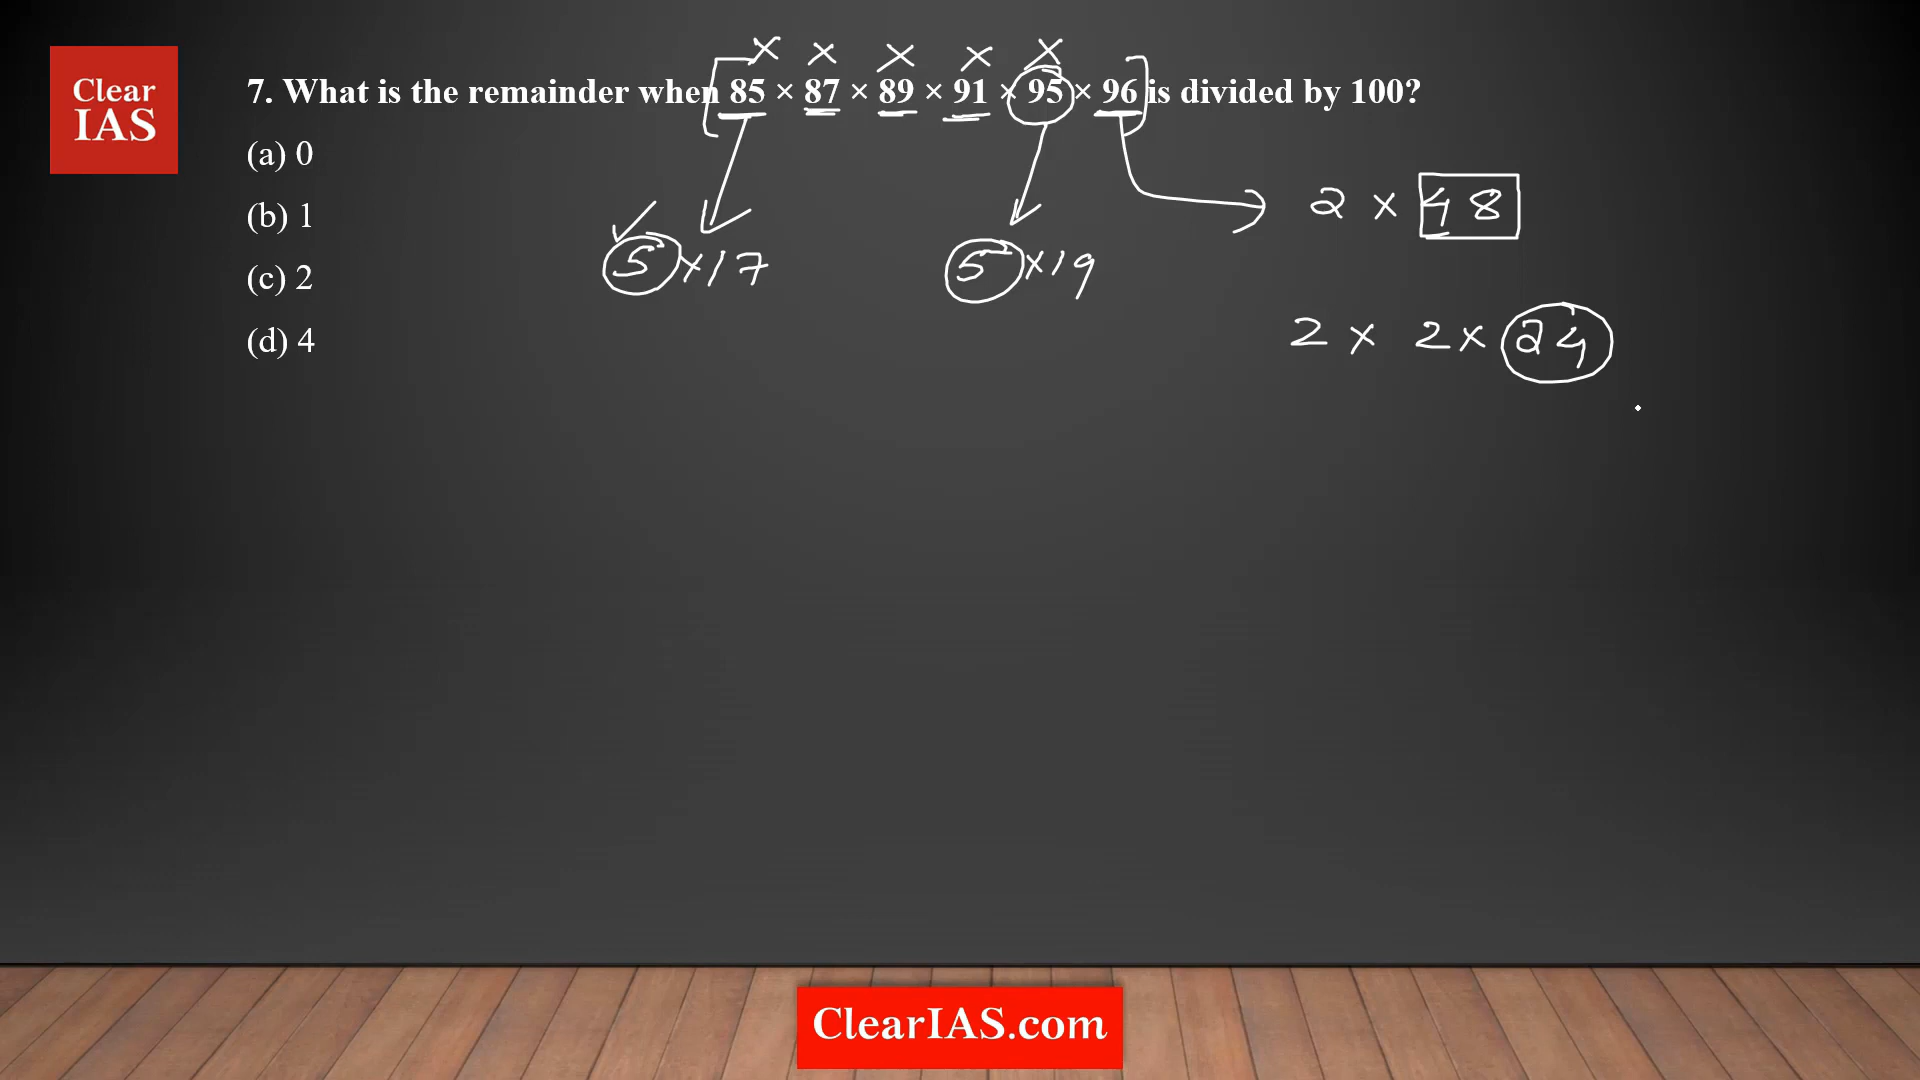 Clear
IAS
7. What is the remainder when [85 × 87 × 89 × 91 × 95 × 96] is divided by 100?
(a) 0
(b) 1
(c) 2
(d) 4
5 × 17
5 × 19
2 × 48
2 × 2 × 24
ClearIAS.com